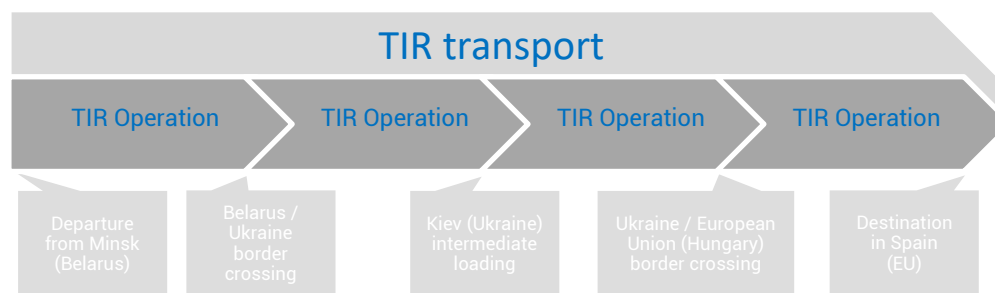 TIR transport
TIR Operation
TIR Operation
TIR Operation
TIR Operation
Departure
from Minsk
(Belarus)
Belarus /
Ukraine
border
crossing
Kiev (Ukraine)
intermediate
loading
Ukraine / European
Union (Hungary)
border crossing
Destination
in Spain
(EU)